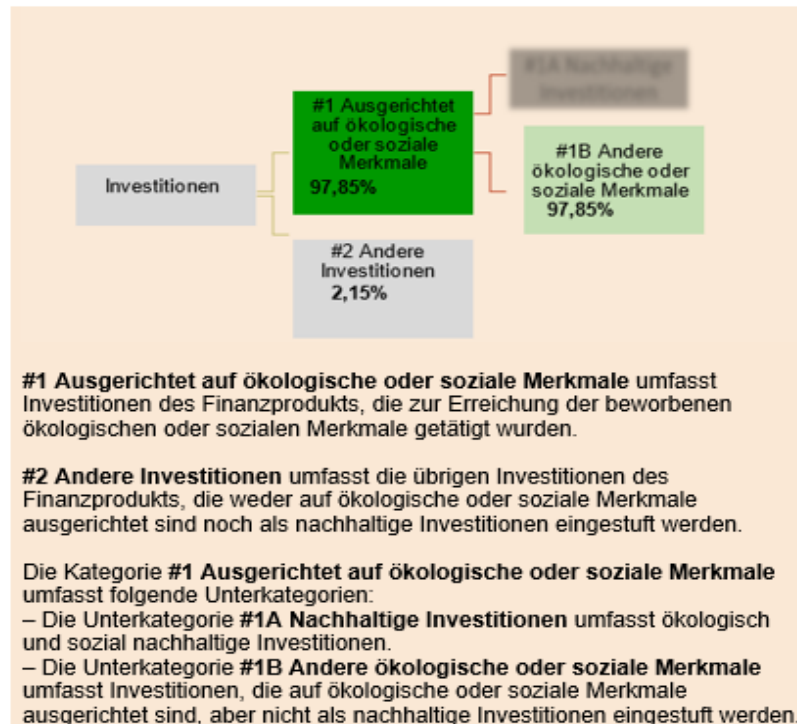 #1A Nachhaltige
Investitionen
#1 Ausgerichtet
auf ökologische
oder soziale
Merkmale
97,85%
#1B Andere
ökologische oder
soziale Merkmale
97,85%
Investitionen
#2 Andere
Investitionen
2,15%
#1 Ausgerichtet auf ökologische oder soziale Merkmale umfasst
Investitionen des Finanzprodukts, die zur Erreichung der beworbenen
ökologischen oder sozialen Merkmale getätigt wurden.
#2 Andere Investitionen umfasst die übrigen Investitionen des
Finanzprodukts, die weder auf ökologische oder soziale Merkmale
ausgerichtet sind noch als nachhaltige Investitionen eingestuft werden.
Die Kategorie #1 Ausgerichtet auf ökologische oder soziale Merkmale
umfasst folgende Unterkategorien:
– Die Unterkategorie #1A Nachhaltige Investitionen umfasst ökologisch
und sozial nachhaltige Investitionen.
– Die Unterkategorie #1B Andere ökologische oder soziale Merkmale
umfasst Investitionen, die auf ökologische oder soziale Merkmale
ausgerichtet sind, aber nicht als nachhaltige Investitionen eingestuft werden